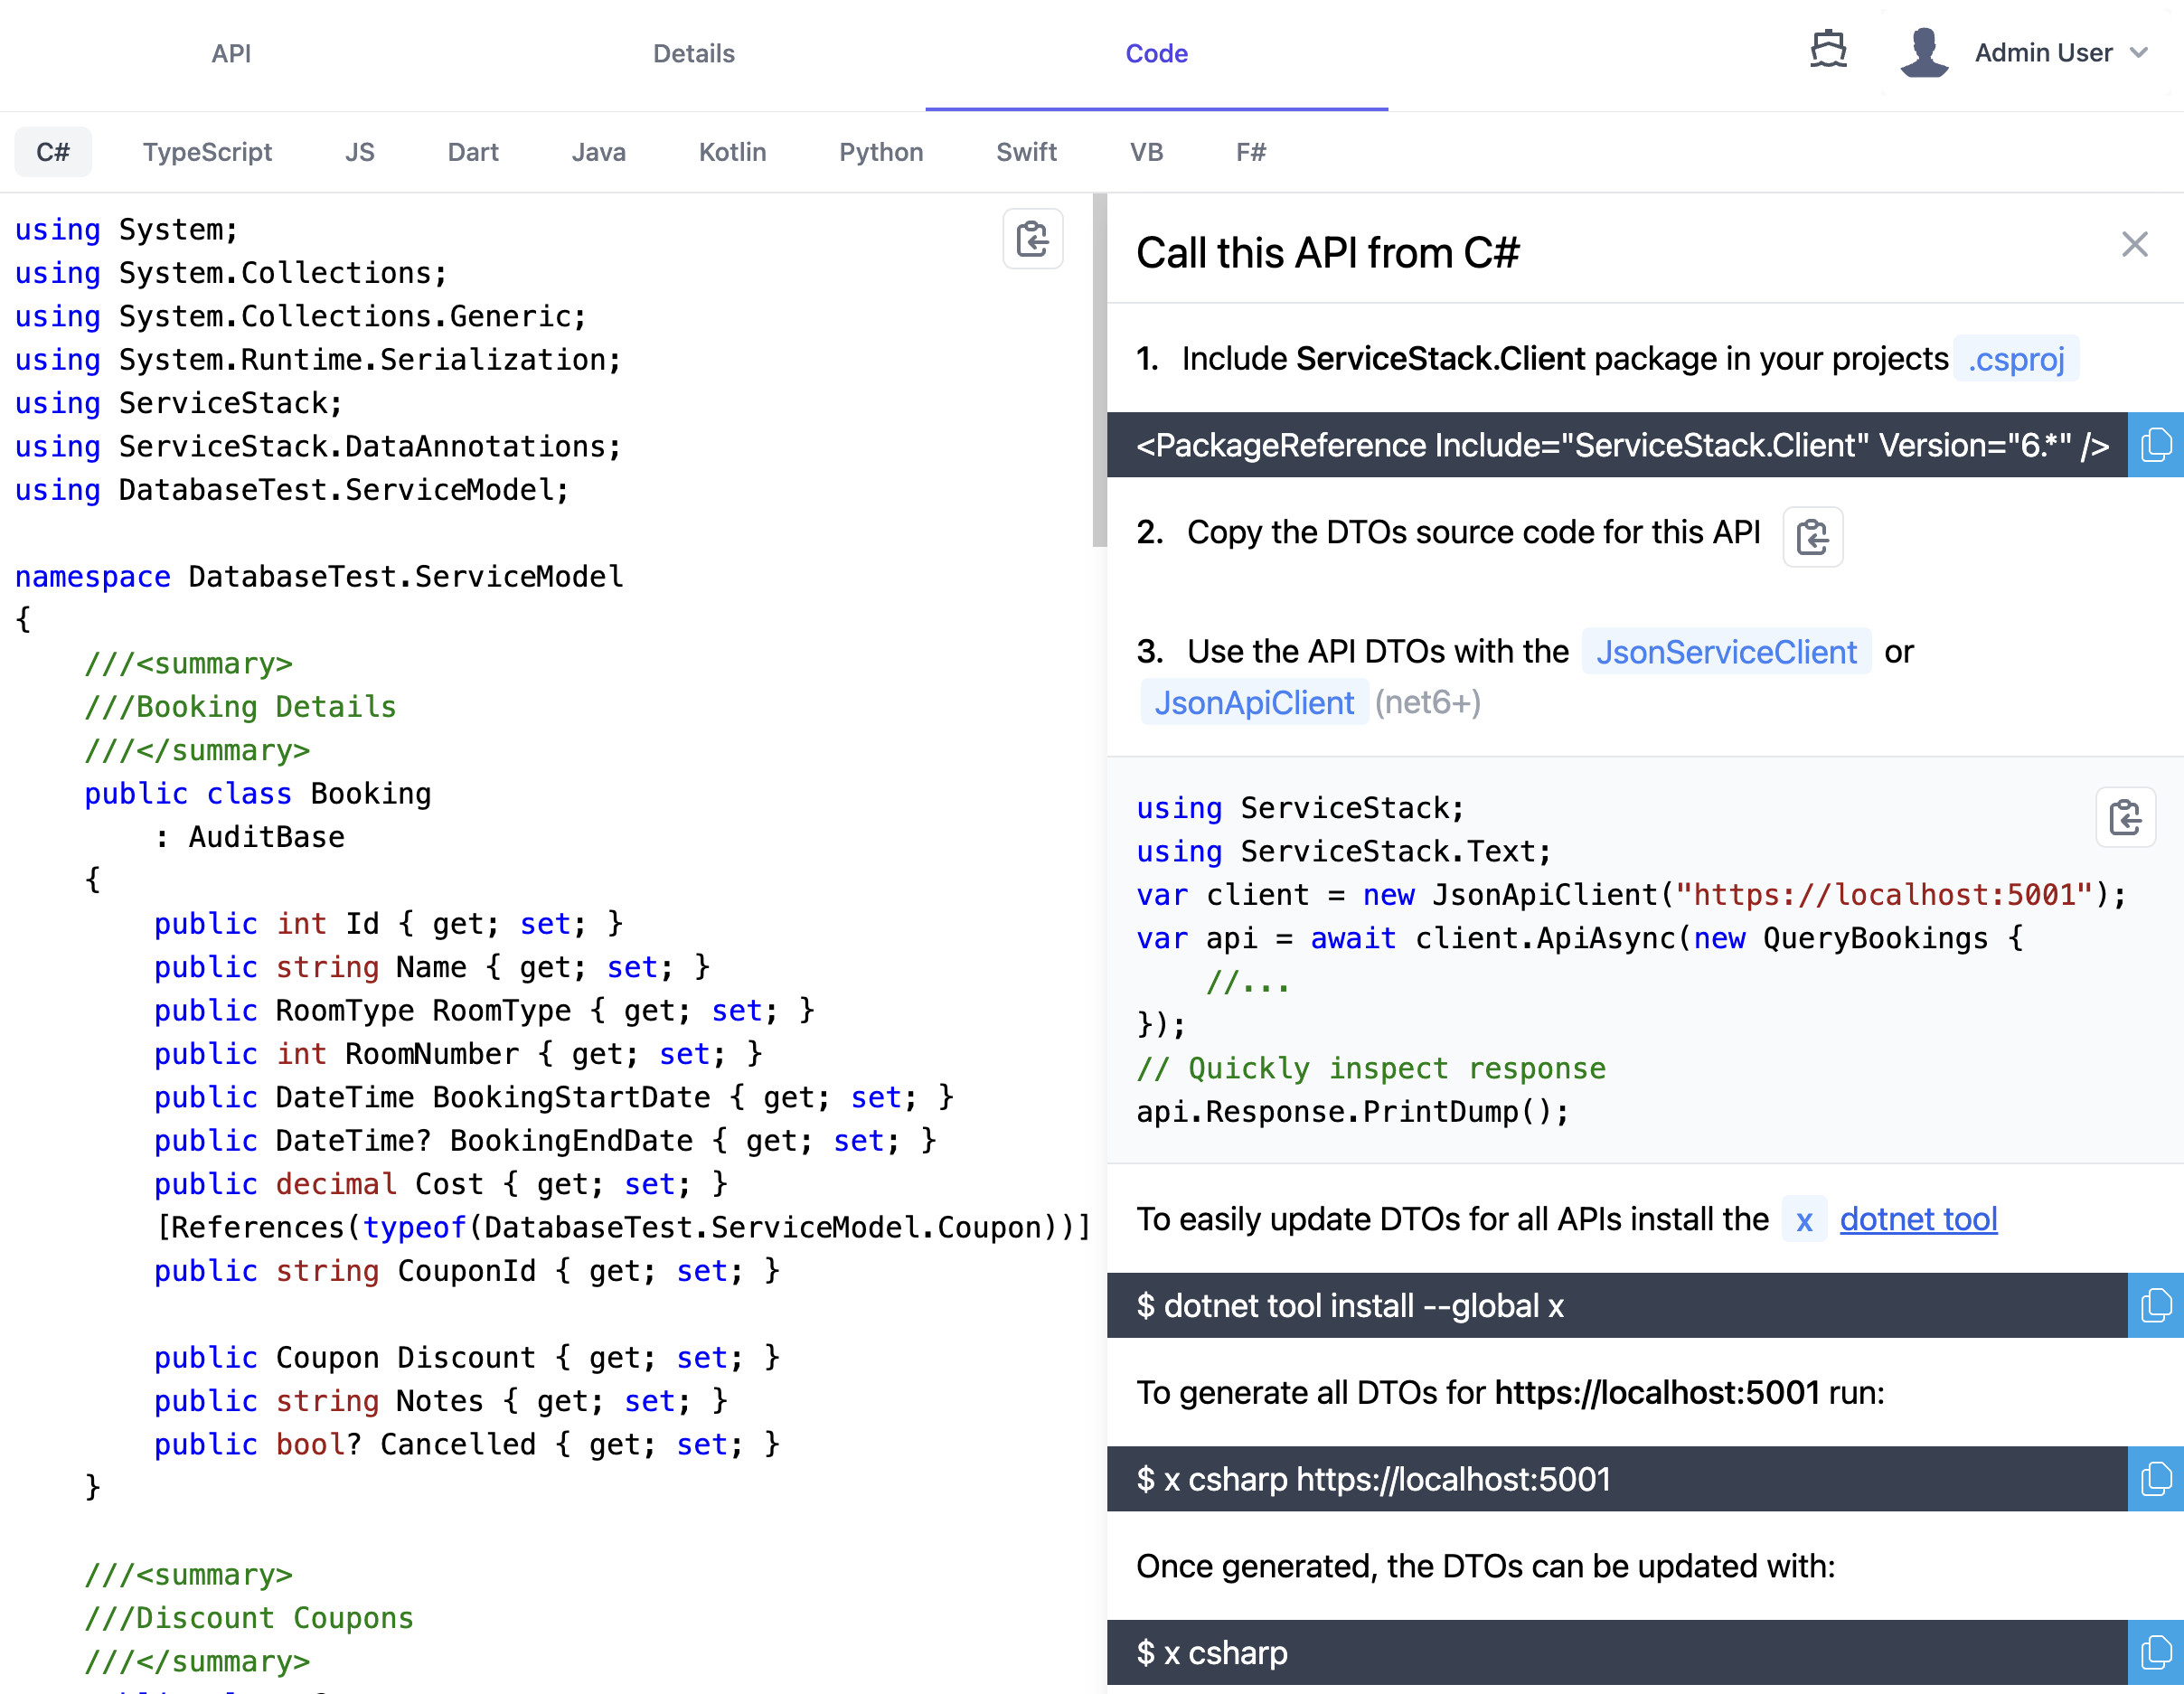 API Details Code Admin User
C# TypeScript JS Dart Java Kotlin Python Swift VB F#
using System;
using System.Collections;
using System.Collections.Generic;
using System.Runtime.Serialization;
using ServiceStack;
using ServiceStack.DataAnnotations;
using DatabaseTest.ServiceModel;

namespace DatabaseTest.ServiceModel
{
    ///<summary>
    ///Booking Details
    ///</summary>
    public class Booking
        : AuditBase
    {
        public int Id { get; set; }
        public string Name { get; set; }
        public RoomType RoomType { get; set; }
        public int RoomNumber { get; set; }
        public DateTime BookingStartDate { get; set; }
        public DateTime? BookingEndDate { get; set; }
        public decimal Cost { get; set; }
        [References(typeof(DatabaseTest.ServiceModel.Coupon))]
        public string CouponId { get; set; }

        public Coupon Discount { get; set; }
        public string Notes { get; set; }
        public bool? Cancelled { get; set; }
    }

    ///<summary>
    ///Discount Coupons
    ///</summary>
Call this API from C#
1. Include ServiceStack.Client package in your projects .csproj
<PackageReference Include="ServiceStack.Client" Version="6.*" />
2. Copy the DTOs source code for this API
3. Use the API DTOs with the JsonServiceClient or
JsonApiClient (net6+)
using ServiceStack;
using ServiceStack.Text;
var client = new JsonApiClient("https://localhost:5001");
var api = await client.ApiAsync(new QueryBookings {
    //...
});
// Quickly inspect response
api.Response.PrintDump();
To easily update DTOs for all APIs install the x dotnet tool
$ dotnet tool install --global x
To generate all DTOs for https://localhost:5001 run:
$ x csharp https://localhost:5001
Once generated, the DTOs can be updated with:
$ x csharp